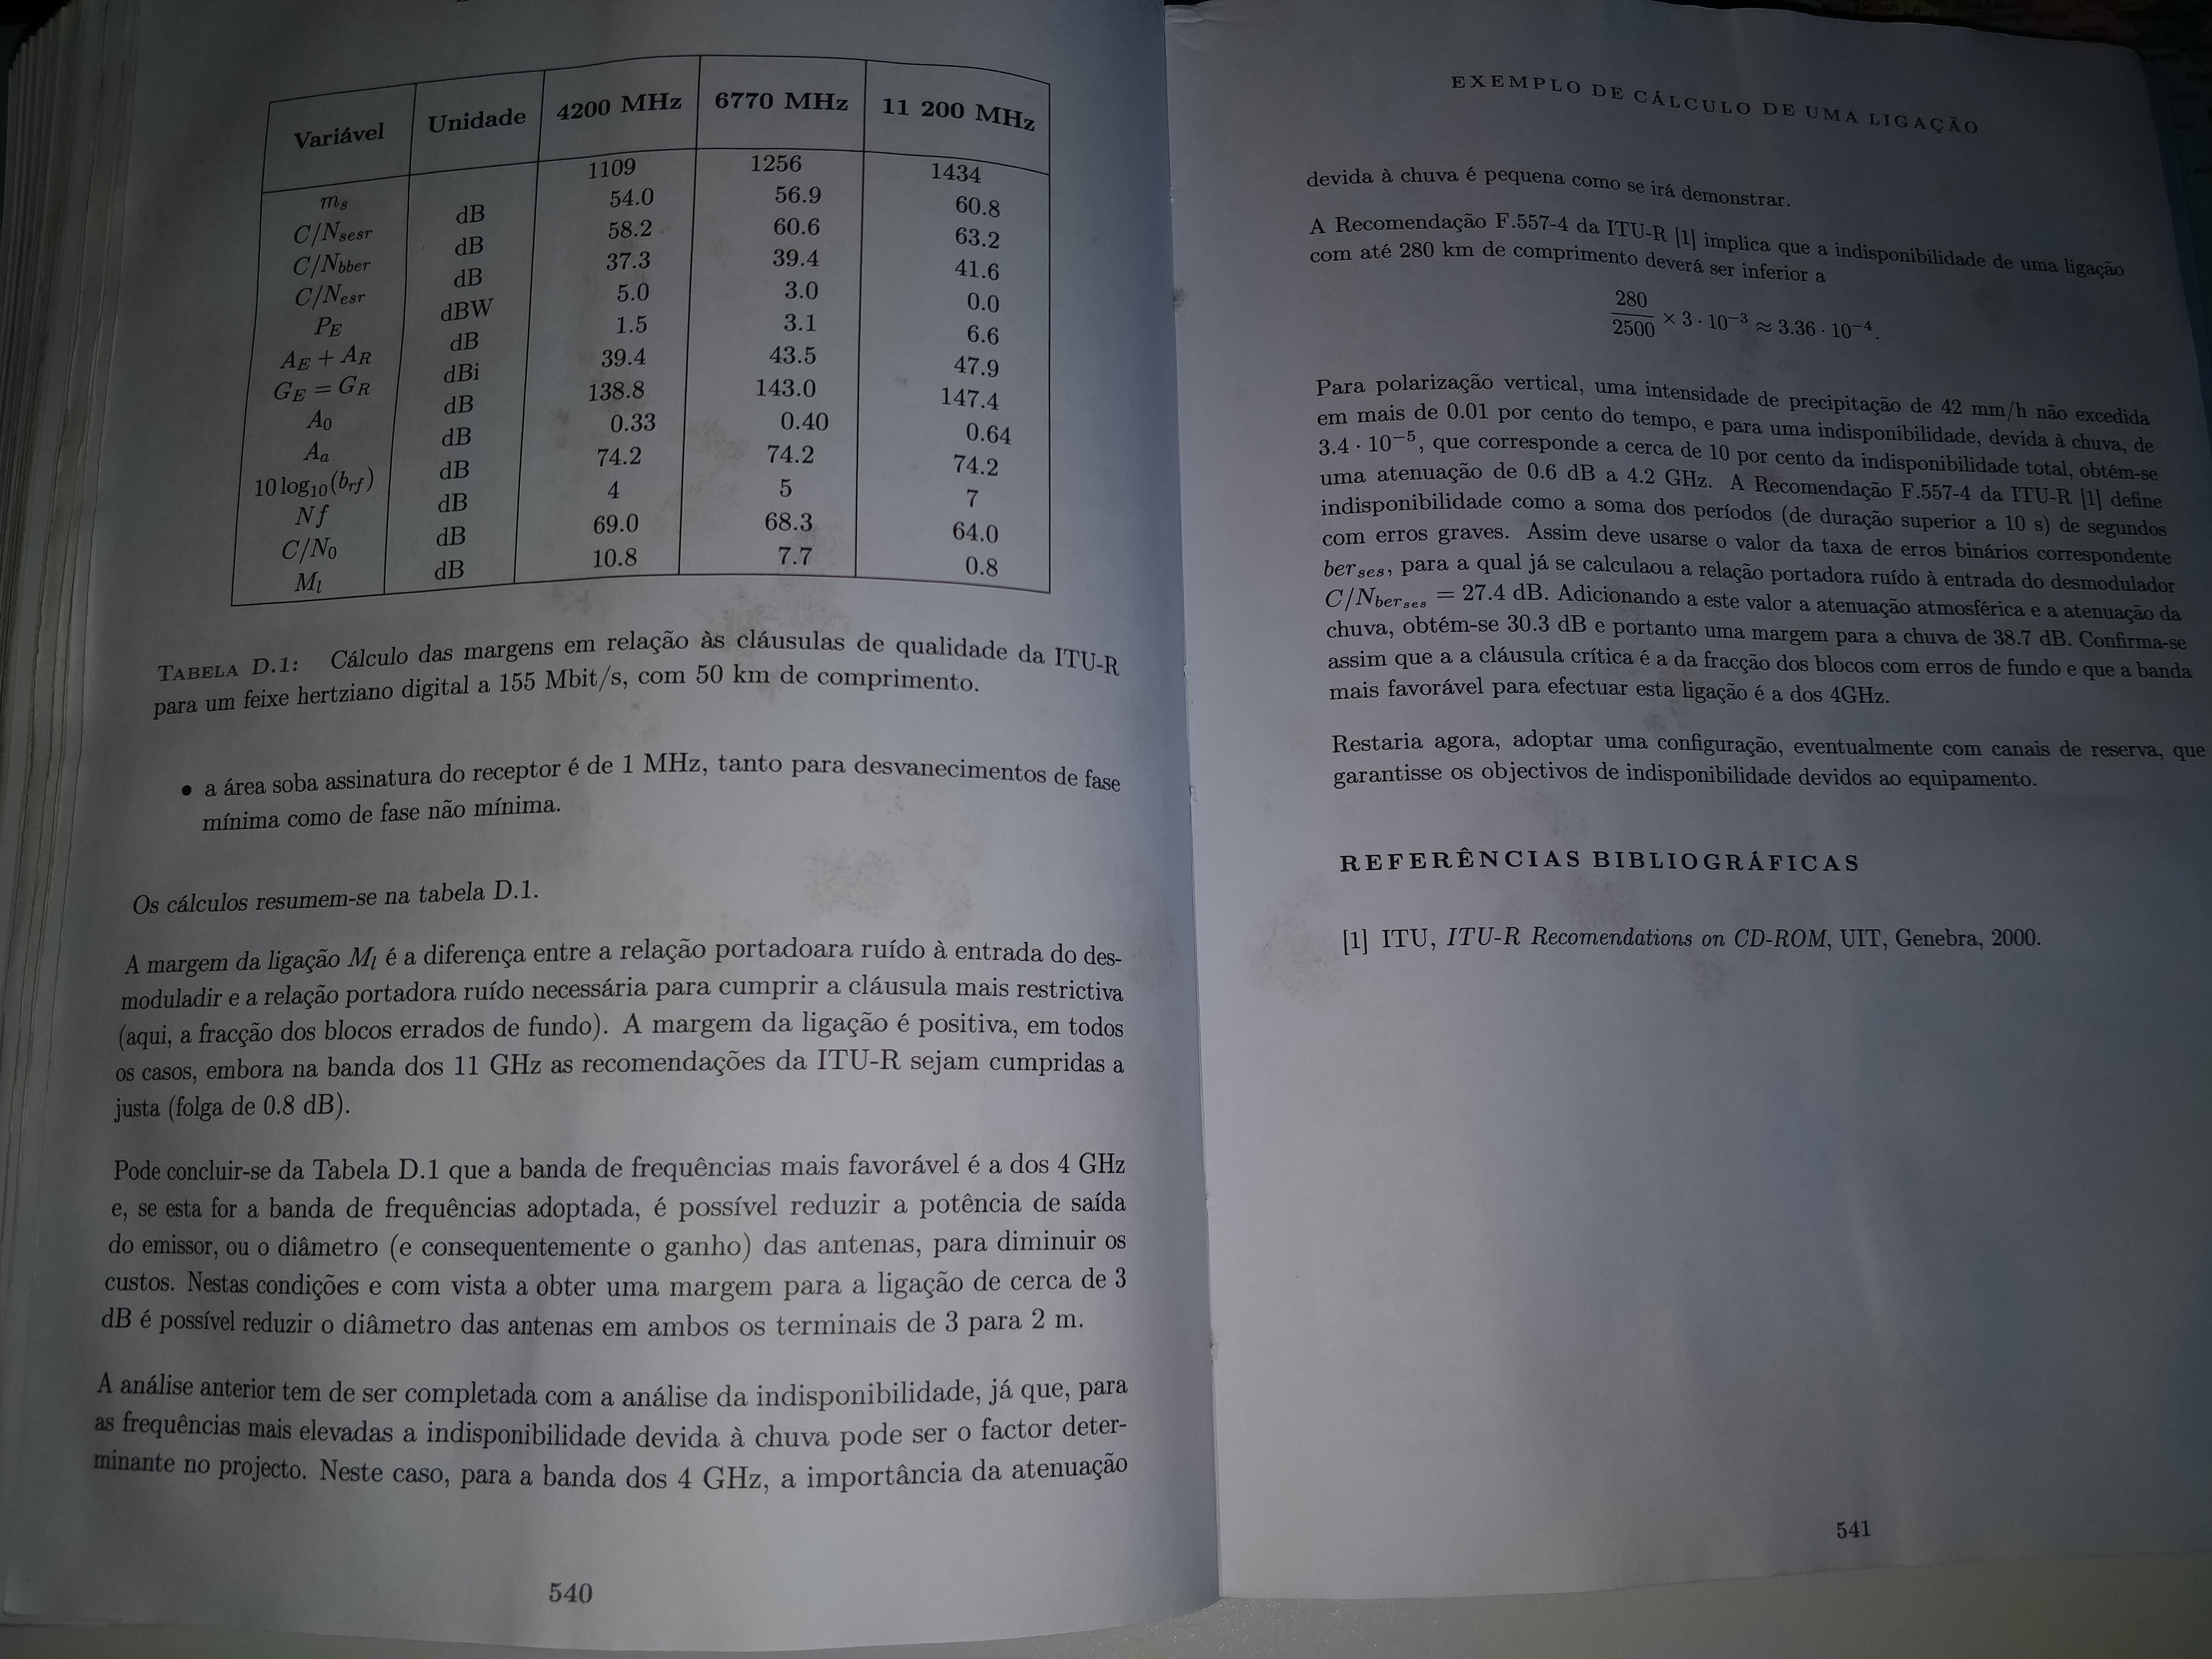 Variável Unidade 4200 MHz 6770 MHz 11 200 MHz
m_s 1109 1256 1434
C/N_sesr dB 54.0 56.9 60.8
C/N_bber dB 58.2 60.6 63.2
C/N_esr dB 37.3 39.4 41.6
P_E dBW 5.0 3.0 0.0
A_E + A_R dB 1.5 3.1 6.6
G_E = G_R dBi 39.4 43.5 47.9
A_0 dB 138.8 143.0 147.4
A_a dB 0.33 0.40 0.64
10 log_10(b_rf) dB 74.2 74.2 74.2
Nf dB 4 5 7
C/N_0 dB 69.0 68.3 64.0
M_l dB 10.8 7.7 0.8
TABELA D.1: Cálculo das margens em relação às cláusulas de qualidade da ITU-R
para um feixe hertziano digital a 155 Mbit/s, com 50 km de comprimento.
• a área soba assinatura do receptor é de 1 MHz, tanto para desvanecimentos de fase
mínima como de fase não mínima.
Os cálculos resumem-se na tabela D.1.
A margem da ligação M_l é a diferença entre a relação portadoara ruído à entrada do des-
moduladir e a relação portadora ruído necessária para cumprir a cláusula mais restrictiva
(aqui, a fracção dos blocos errados de fundo). A margem da ligação é positiva, em todos
os casos, embora na banda dos 11 GHz as recomendações da ITU-R sejam cumpridas a
justa (folga de 0.8 dB).
Pode concluir-se da Tabela D.1 que a banda de frequências mais favorável é a dos 4 GHz
e, se esta for a banda de frequências adoptada, é possível reduzir a potência de saída
do emissor, ou o diâmetro (e consequentemente o ganho) das antenas, para diminuir os
custos. Nestas condições e com vista a obter uma margem para a ligação de cerca de 3
dB é possível reduzir o diâmetro das antenas em ambos os terminais de 3 para 2 m.
A análise anterior tem de ser completada com a análise da indisponibilidade, já que, para
as frequências mais elevadas a indisponibilidade devida à chuva pode ser o factor deter-
minante no projecto. Neste caso, para a banda dos 4 GHz, a importância da atenuação
540
EXEMPLO DE CÁLCULO DE UMA LIGAÇÃO
devida à chuva é pequena como se irá demonstrar.
A Recomendação F.557-4 da ITU-R [1] implica que a indisponibilidade de uma ligação
com até 280 km de comprimento deverá ser inferior a
280/2500 × 3 · 10^−3 ≈ 3.36 · 10^−4.
Para polarização vertical, uma intensidade de precipitação de 42 mm/h não excedida
em mais de 0.01 por cento do tempo, e para uma indisponibilidade, devida à chuva, de
3.4 · 10^−5, que corresponde a cerca de 10 por cento da indisponibilidade total, obtém-se
uma atenuação de 0.6 dB a 4.2 GHz. A Recomendação F.557-4 da ITU-R [1] define
indisponibilidade como a soma dos períodos (de duração superior a 10 s) de segundos
com erros graves. Assim deve usarse o valor da taxa de erros binários correspondente
ber_ses, para a qual já se calculaou a relação portadora ruído à entrada do desmodulador
C/N_ber_ses = 27.4 dB. Adicionando a este valor a atenuação atmosférica e a atenuação da
chuva, obtém-se 30.3 dB e portanto uma margem para a chuva de 38.7 dB. Confirma-se
assim que a a cláusula crítica é a da fracção dos blocos com erros de fundo e que a banda
mais favorável para efectuar esta ligação é a dos 4GHz.
Restaria agora, adoptar uma configuração, eventualmente com canais de reserva, que
garantisse os objectivos de indisponibilidade devidos ao equipamento.
REFERÊNCIAS BIBLIOGRÁFICAS
[1] ITU, ITU-R Recomendations on CD-ROM, UIT, Genebra, 2000.
541